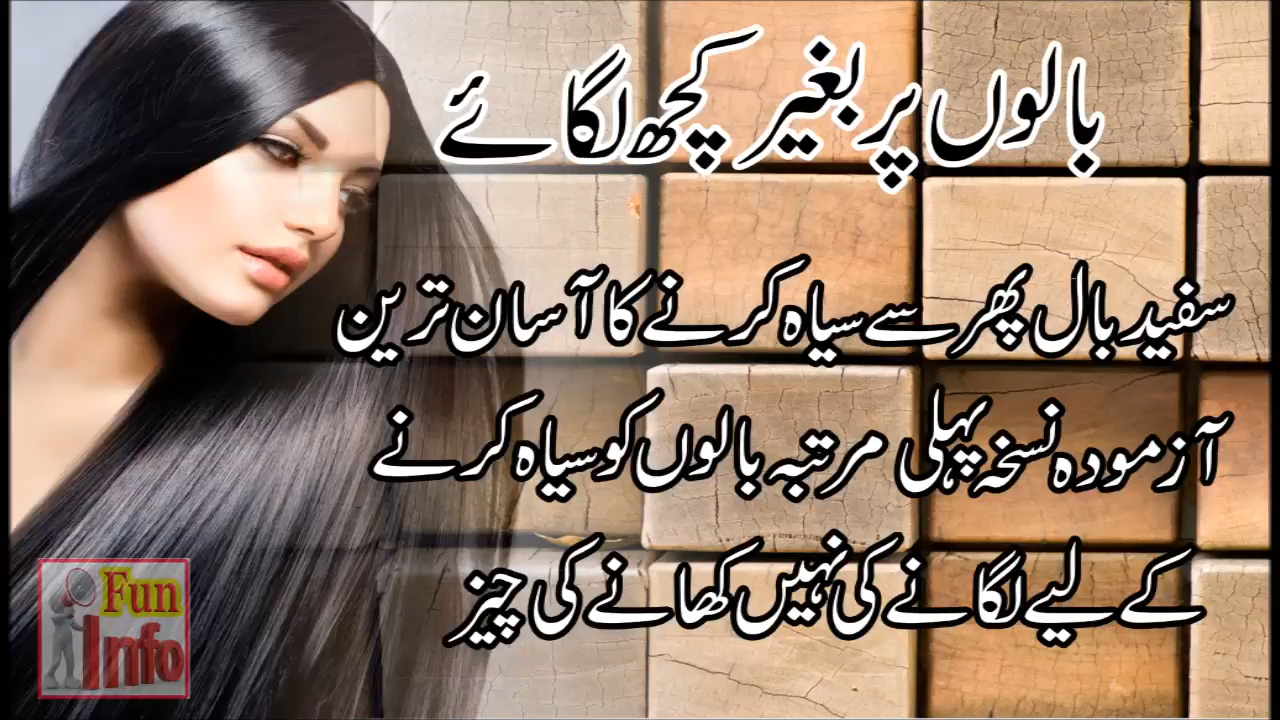 بالوں پر بغیر کچھ لگائے
سفید بال پھر سے سیاہ کرنے کا آسان ترین
آزمودہ نسخہ پہلی مرتبہ بالوں کو سیاہ کرنے
کے لیے لگانے کی نہیں کھانے کی چیز
Fun
Info